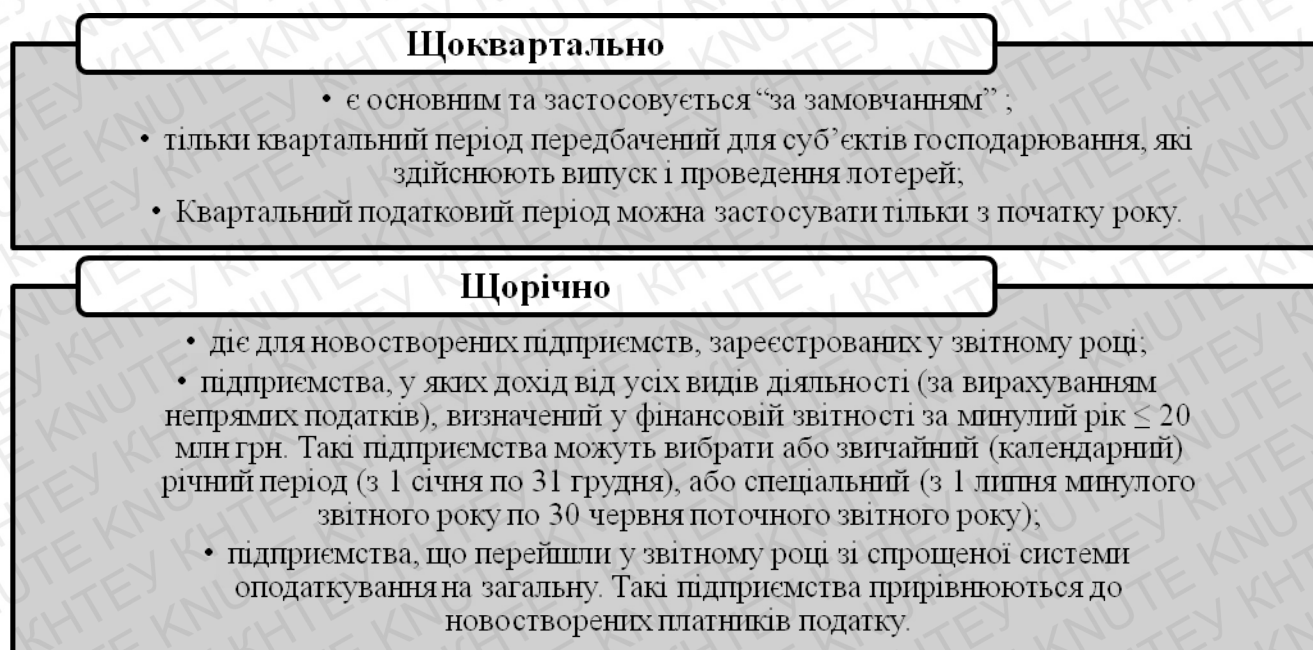 Щоквартально
• є основним та застосовується “за замовчанням” ;
• тільки квартальний період передбачений для суб’єктів господарювання, які
здійснюють випуск і проведення лотерей;
• Квартальний податковий період можна застосувати тільки з початку року.
Щорічно
• діє для новостворених підприємств, зареєстрованих у звітному році;
• підприємства, у яких дохід від усіх видів діяльності (за вирахуванням
непрямих податків), визначений у фінансовій звітності за минулий рік ≤ 20
млн грн. Такі підприємства можуть вибрати або звичайний (календарний)
річний період (з 1 січня по 31 грудня), або спеціальний (з 1 липня минулого
звітного року по 30 червня поточного звітного року);
• підприємства, що перейшли у звітному році зі спрощеної системи
оподаткування на загальну. Такі підприємства прирівнюються до
новостворених платників податку.